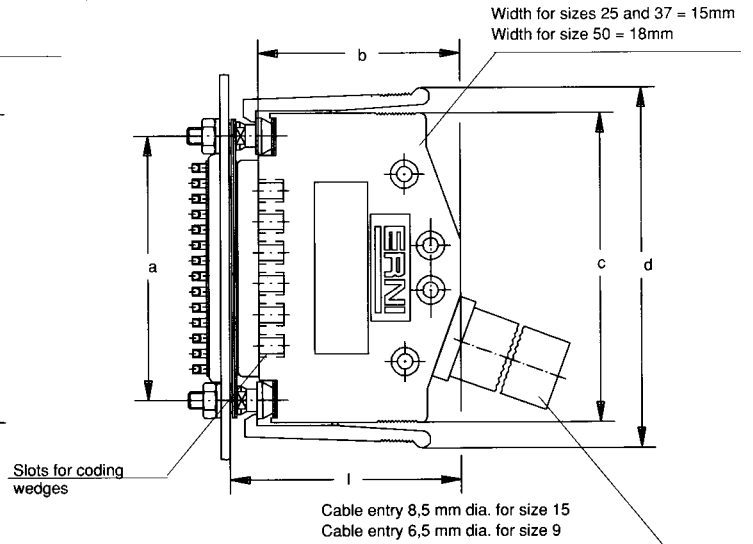 Width for sizes 25 and 37 = 15mm
Width for size 50 = 18mm
b
a
ERNI
c
d
Slots for coding
wedges
l
Cable entry 8,5 mm dia. for size 15
Cable entry 6,5 mm dia. for size 9